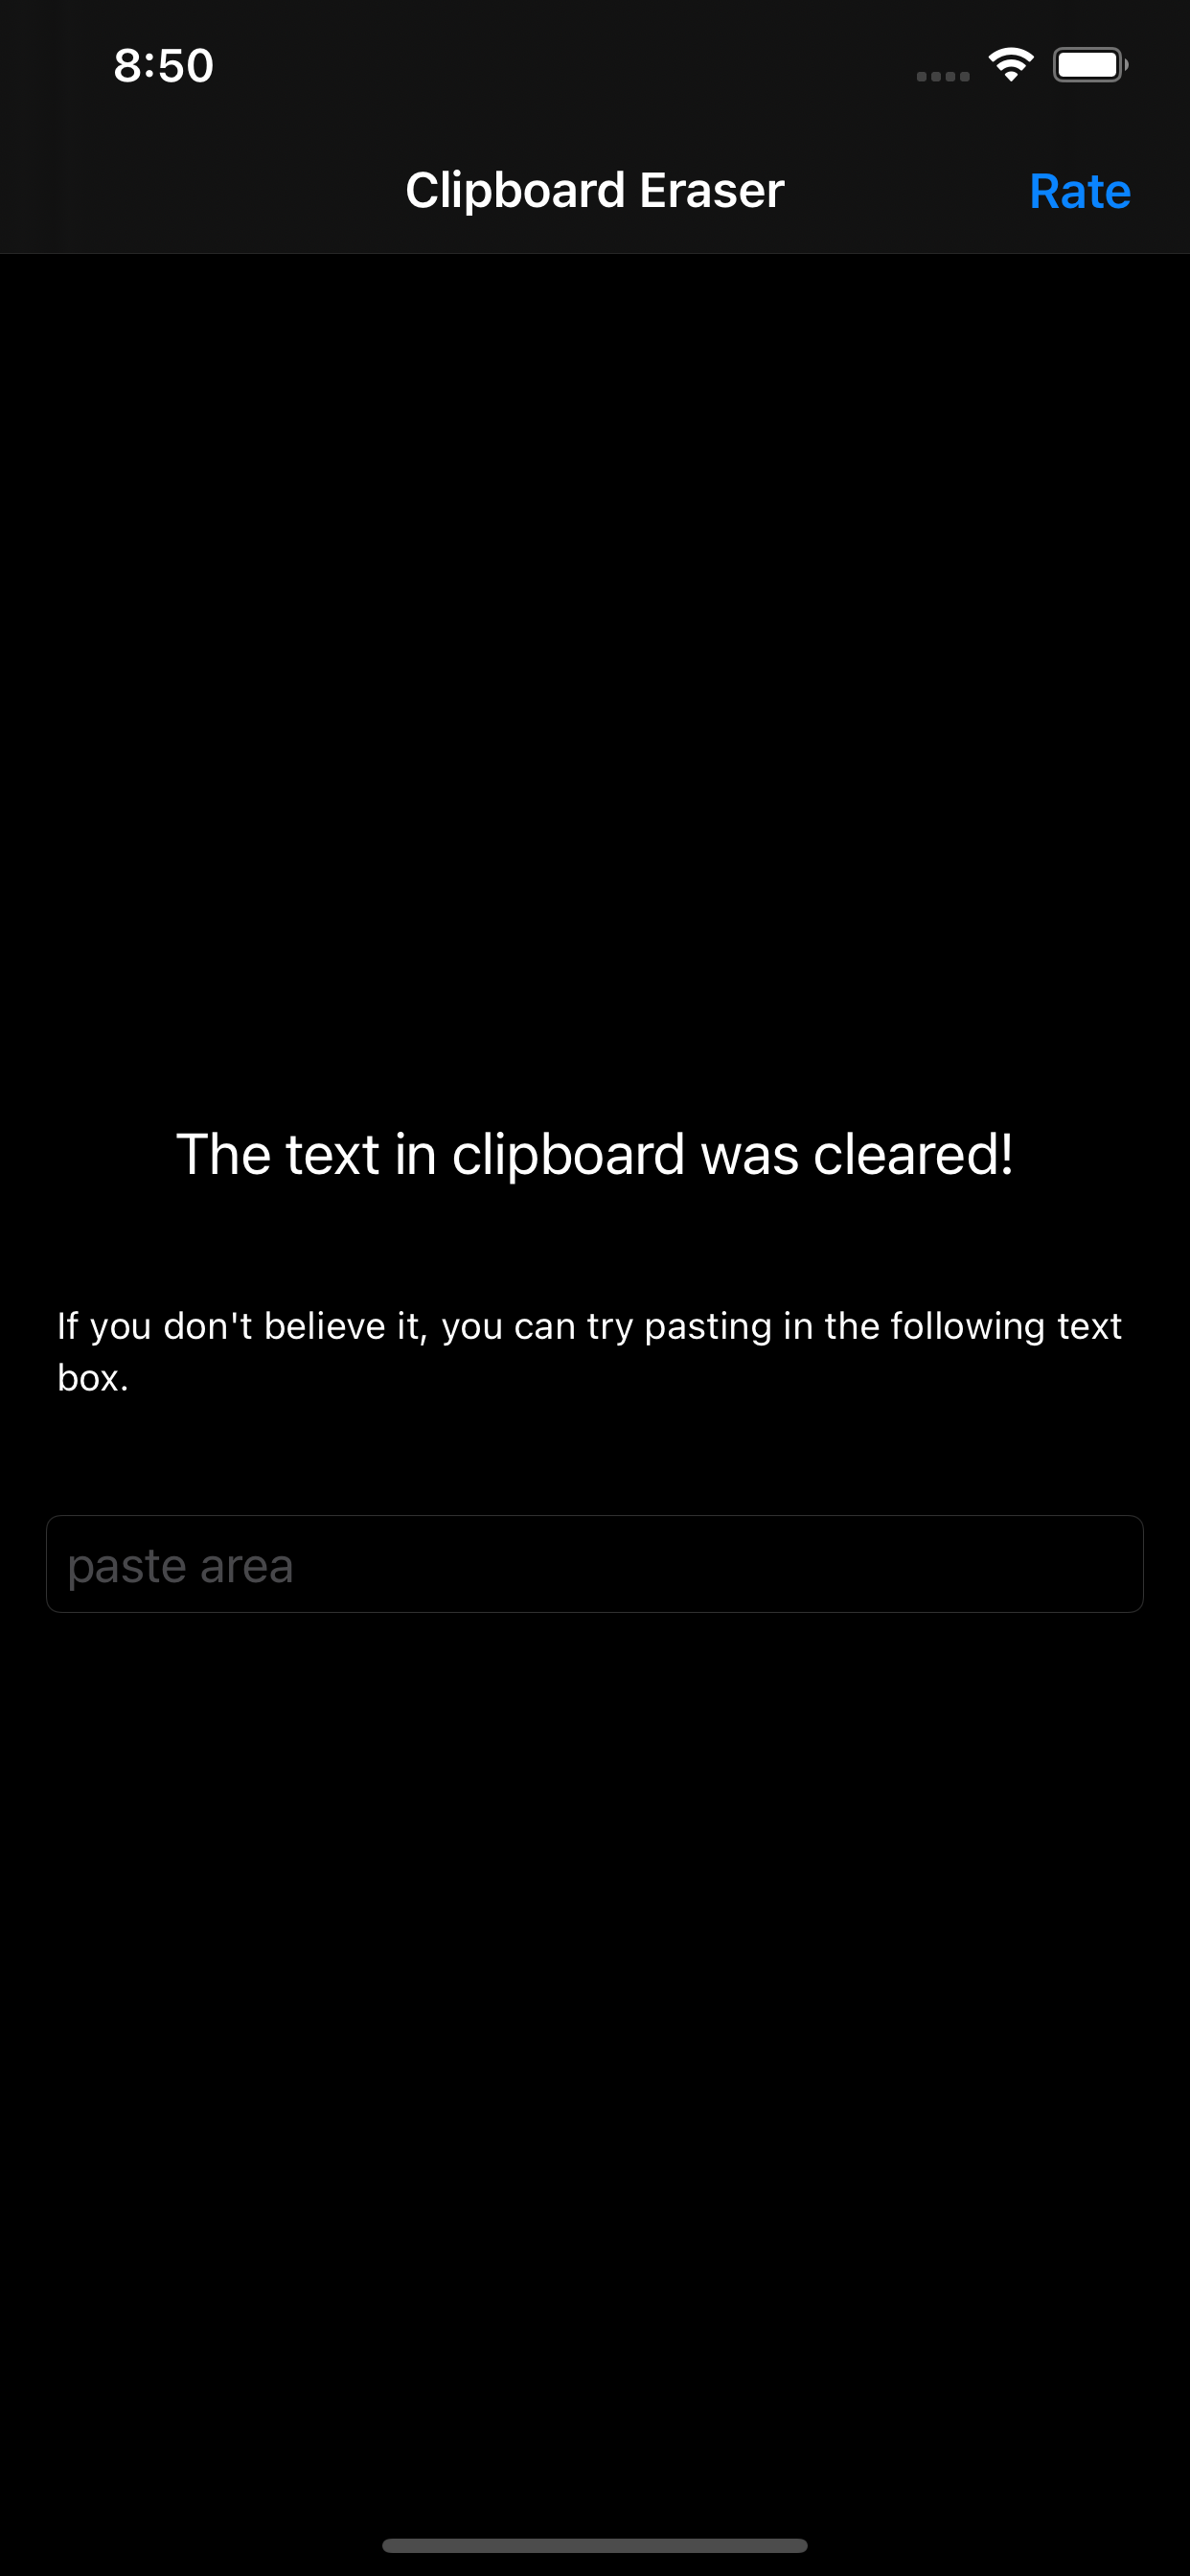 8:50
Clipboard Eraser
Rate
The text in clipboard was cleared!
If you don't believe it, you can try pasting in the following text
box.
paste area